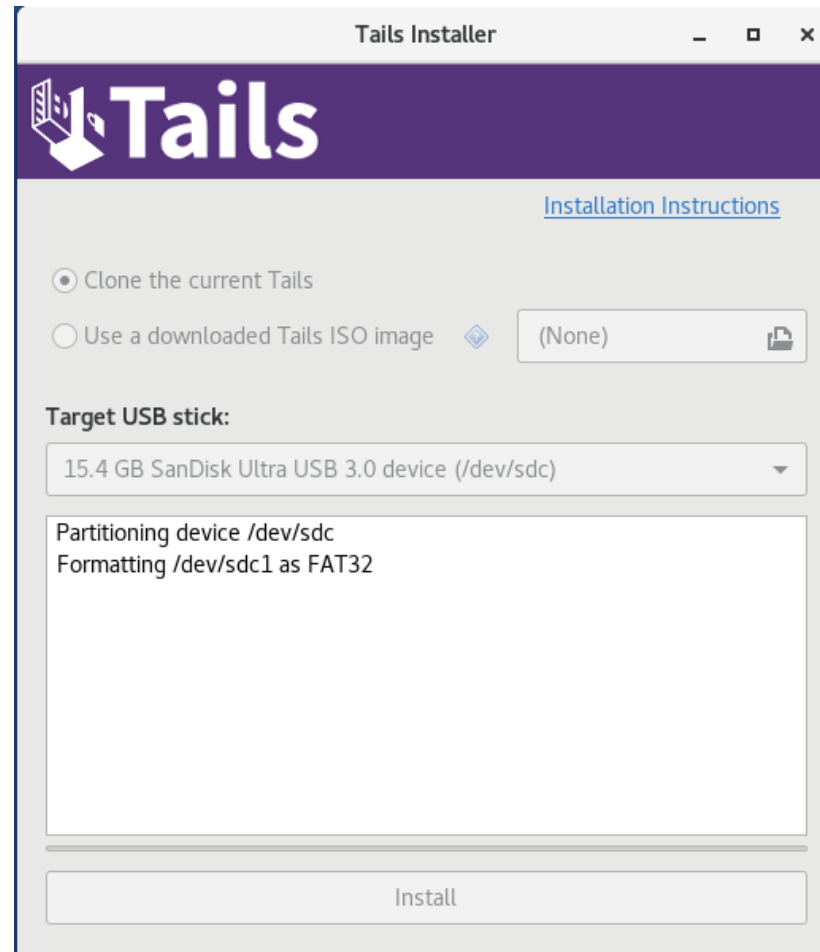 Tails Installer
Tails
Installation Instructions
Clone the current Tails
Use a downloaded Tails ISO image (None)
Target USB stick:
15.4 GB SanDisk Ultra USB 3.0 device (/dev/sdc)
Partitioning device /dev/sdc
Formatting /dev/sdc1 as FAT32
Install